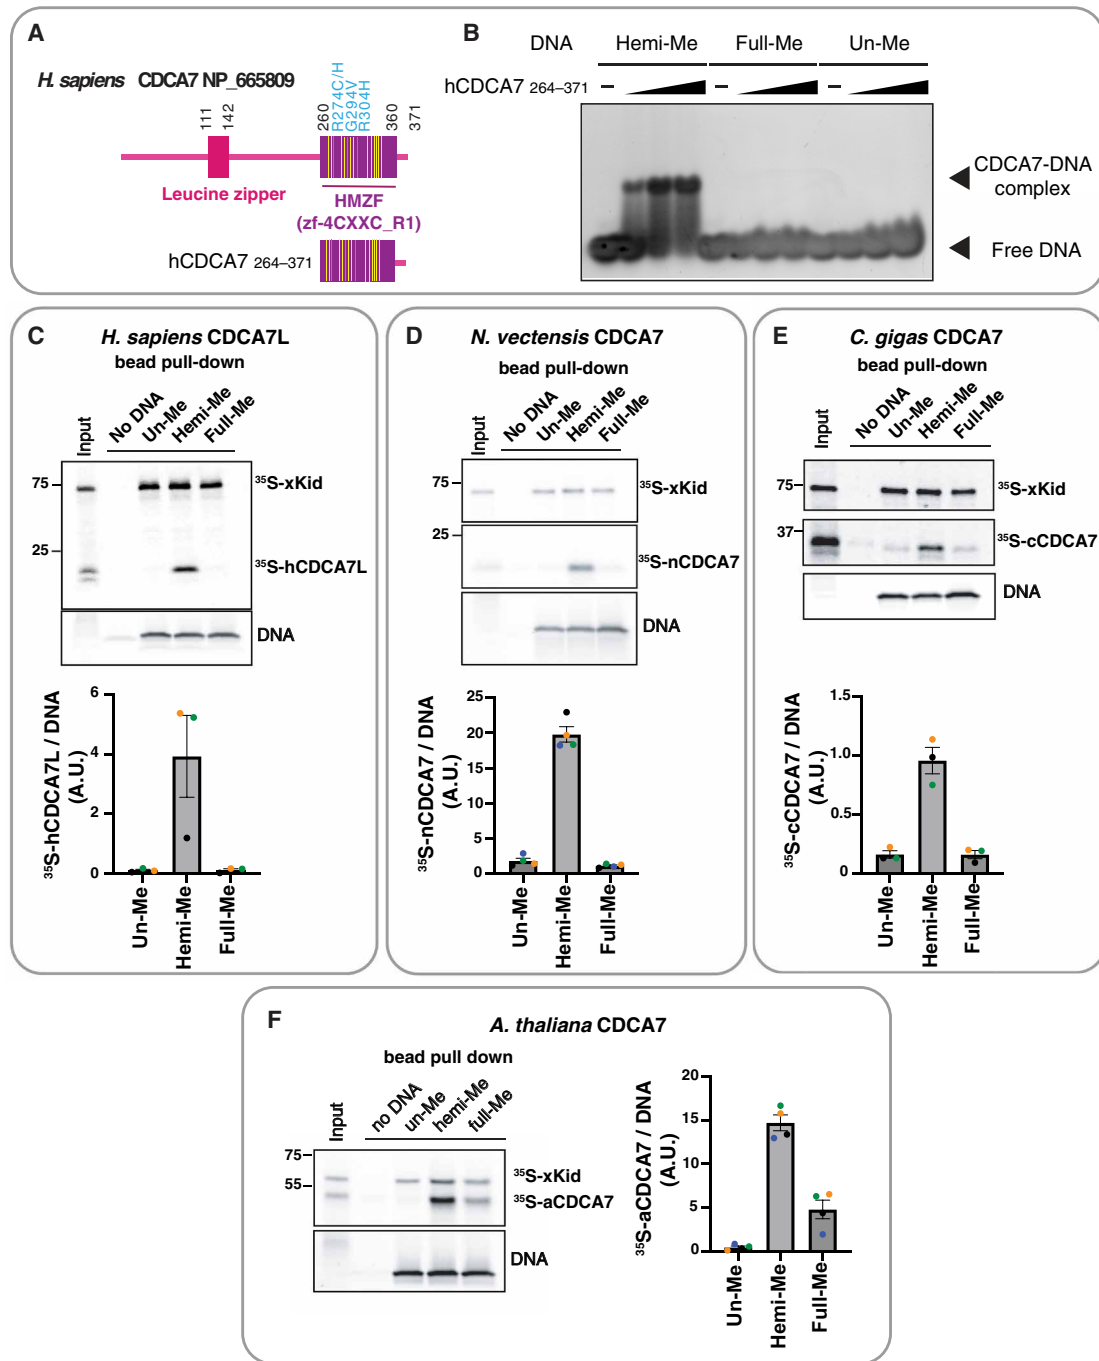 A
H. sapiens CDCA7 NP_665809
111
142
260
R274C/H
G294V
R304H
360
371
Leucine zipper
HMZF
(zf-4CXXC_R1)
hCDCA7 264–371
B
DNA Hemi-Me Full-Me Un-Me
hCDCA7 264–371 – – –
CDCA7-DNA
complex
Free DNA
C
H. sapiens CDCA7L
bead pull-down
Input
No DNA
Un-Me
Hemi-Me
Full-Me
75
35S-xKid
25
35S-hCDCA7L
DNA
35S-hCDCA7L / DNA
(A.U.)
6
4
2
0
Un-Me
Hemi-Me
Full-Me
D
N. vectensis CDCA7
bead pull-down
Input
No DNA
Un-Me
Hemi-Me
Full-Me
75
35S-xKid
25
35S-nCDCA7
DNA
35S-nCDCA7 / DNA
(A.U.)
25
20
15
10
5
0
Un-Me
Hemi-Me
Full-Me
E
C. gigas CDCA7
bead pull-down
Input
No DNA
Un-Me
Hemi-Me
Full-Me
75
35S-xKid
37
35S-cCDCA7
DNA
35S-cCDCA7 / DNA
(A.U.)
1.5
1.0
0.5
0
Un-Me
Hemi-Me
Full-Me
F
A. thaliana CDCA7
bead pull down
Input
no DNA
un-Me
hemi-Me
full-Me
75
55
35S-xKid
35S-aCDCA7
DNA
35S-aCDCA7 / DNA
(A.U.)
20
15
10
5
0
Un-Me
Hemi-Me
Full-Me